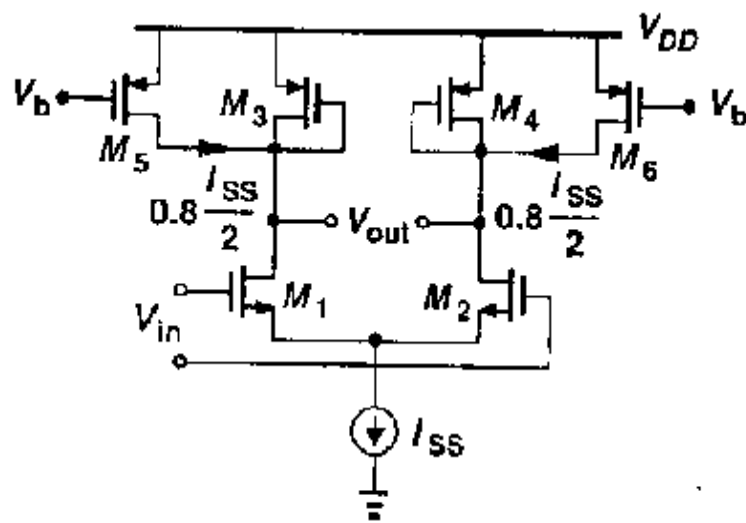 V_DD
V_b M_3 M_4 V_b
M_5 M_6
0.8 I_SS/2 V_out 0.8 I_SS/2
M_1 M_2
V_in
I_SS